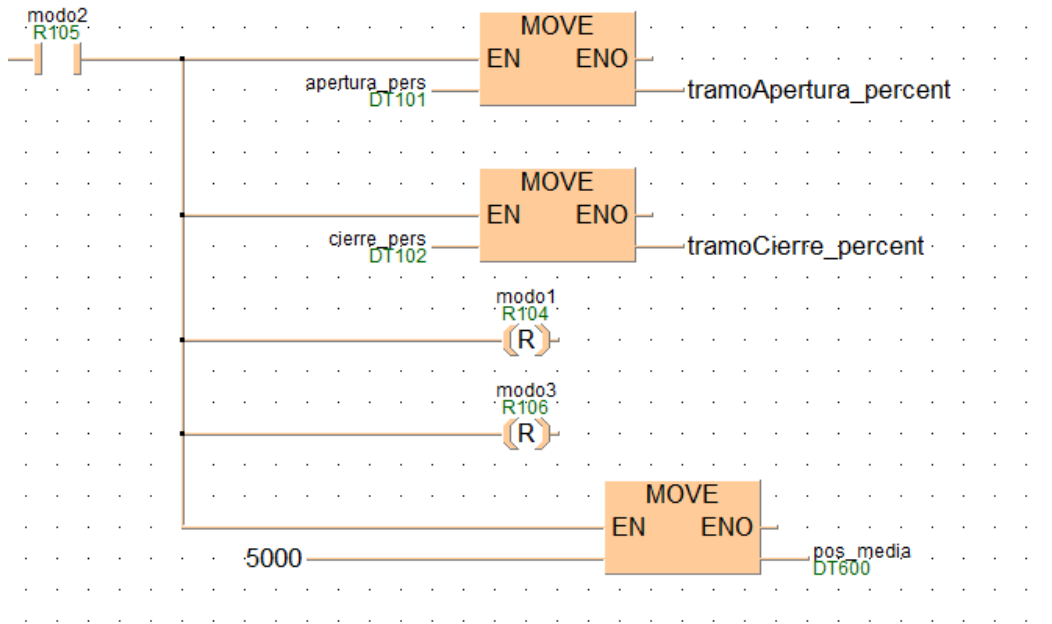 modo2
R105
MOVE
EN ENO
apertura_pers
DT101
tramoApertura_percent
MOVE
EN ENO
cierre_pers
DT102
tramoCierre_percent
modo1
R104
(R)
modo3
R106
(R)
MOVE
EN ENO
5000
pos_media
DT600